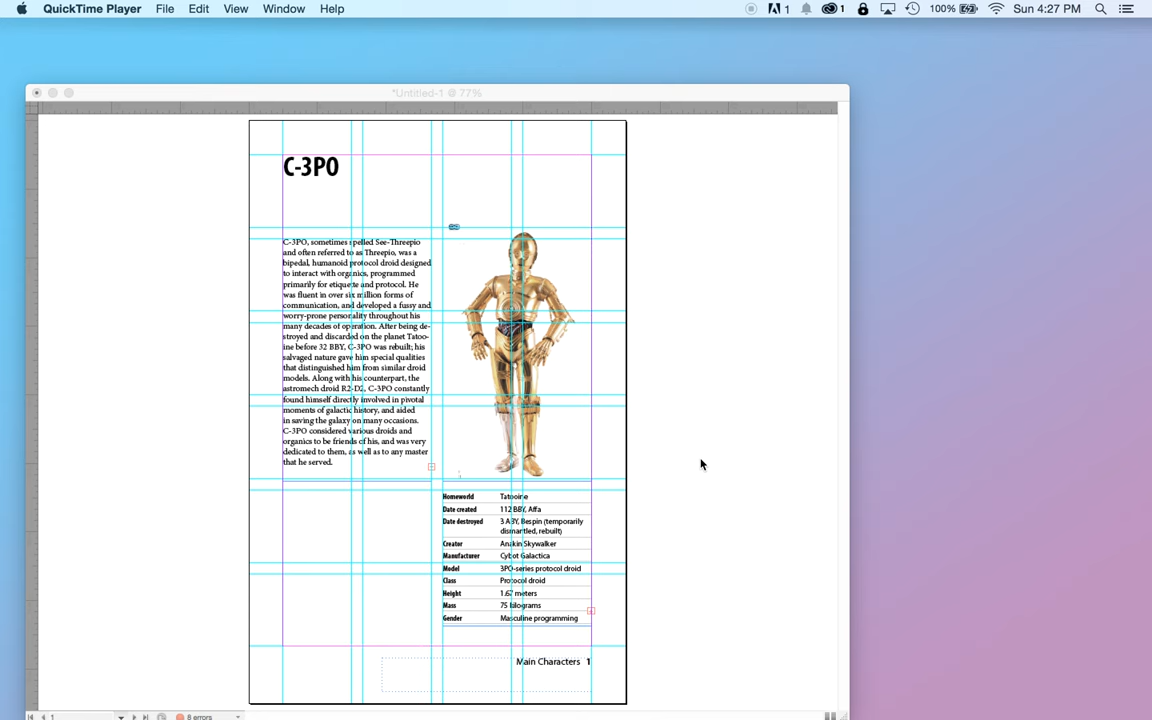 QuickTime Player File Edit View Window Help 1 1 100% Sun 4:27 PM
*Untitled-1 @ 77%
C-3PO
C-3PO, sometimes spelled See-Threepio
and often referred to as Threepio, was a
bipedal, humanoid protocol droid designed
to interact with organics, programmed
primarily for etiquette and protocol. He
was fluent in over six million forms of
communication, and developed a fussy and
worry-prone personality throughout his
many decades of operation. After being de-
stroyed and discarded on the planet Tatoo-
ine before 32 BBY, C-3PO was rebuilt; his
salvaged nature gave him special qualities
that distinguished him from similar droid
models. Along with his counterpart, the
astromech droid R2-D2, C-3PO constantly
found himself directly involved in pivotal
moments of galactic history, and aided
in saving the galaxy on many occasions.
C-3PO considered various droids and
organics to be friends of his, and was very
dedicated to them, as well as to any master
that he served.
Homeworld Tatooine
Date created 112 BBY, Affa
Date destroyed 3 ABY, Bespin (temporarily
dismantled, rebuilt)
Creator Anakin Skywalker
Manufacturer Cybot Galactica
Model 3PO-series protocol droid
Class Protocol droid
Height 1.67 meters
Mass 75 kilograms
Gender Masculine programming
Main Characters 1
1 8 errors